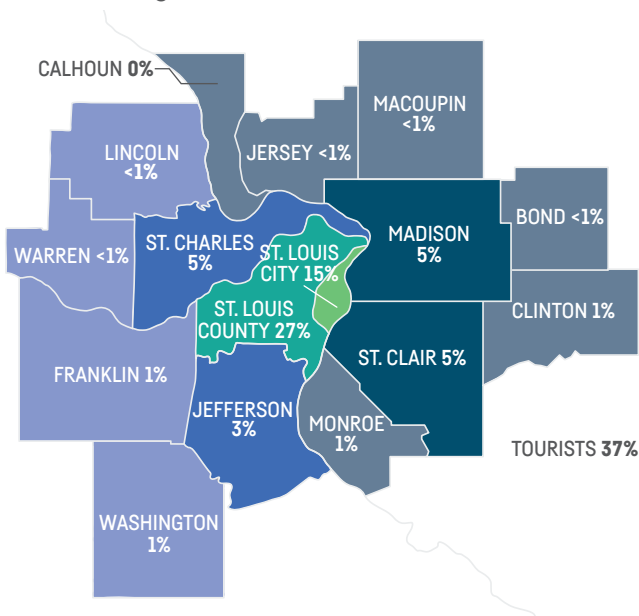 CALHOUN 0%
MACOUPIN
<1%
LINCOLN
<1%
JERSEY <1%
BOND <1%
WARREN <1%
ST. CHARLES
5%
ST. LOUIS
CITY 15%
MADISON
5%
ST. LOUIS
COUNTY 27%
CLINTON 1%
FRANKLIN 1%
ST. CLAIR 5%
JEFFERSON
3%
MONROE
1%
TOURISTS 37%
WASHINGTON
1%